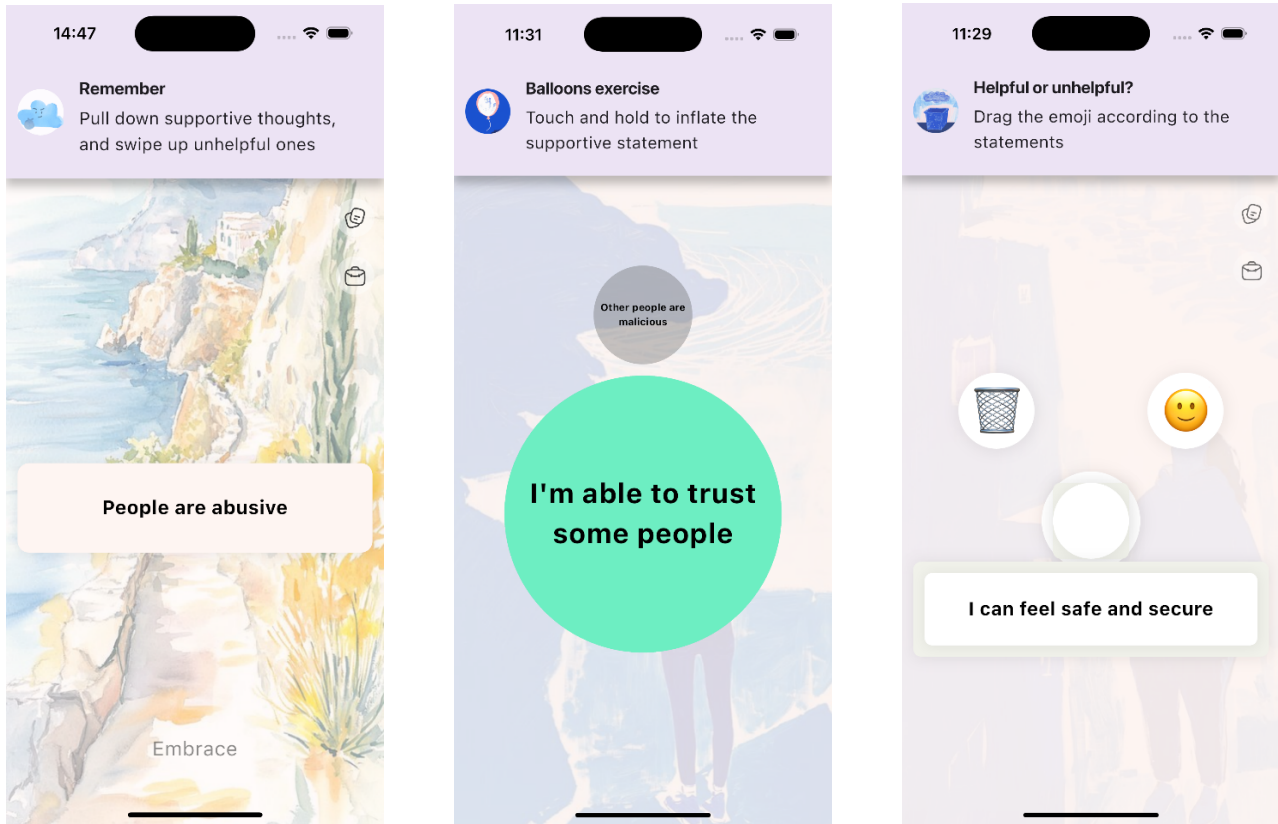 14:47
Remember
Pull down supportive thoughts,
and swipe up unhelpful ones
People are abusive
Embrace
11:31
Balloons exercise
Touch and hold to inflate the
supportive statement
Other people are
malicious
I'm able to trust
some people
11:29
Helpful or unhelpful?
Drag the emoji according to the
statements
I can feel safe and secure